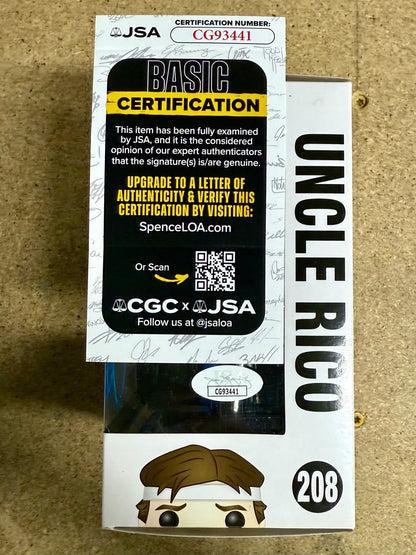 JSA
CERTIFICATION NUMBER:
CG93441
BASIC
CERTIFICATION
This item has been fully examined
by JSA, and it is the considered
opinion of our expert authenticators
that the signature(s) is/are genuine.
UPGRADE TO A LETTER OF
AUTHENTICITY & VERIFY THIS
CERTIFICATION BY VISITING:
SpenceLOA.com
Or Scan
CGC x JSA
Follow us at @jsaloa
CG93441
UNCLE RICO
208